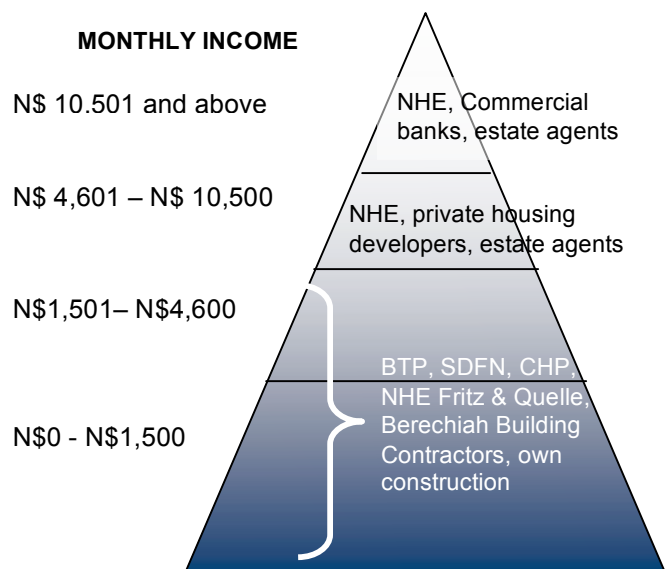 MONTHLY INCOME
N$ 10.501 and above
NHE, Commercial
banks, estate agents
N$ 4,601 – N$ 10,500
NHE, private housing
developers, estate agents
N$1,501– N$4,600
N$0 - N$1,500
BTP, SDFN, CHP,
NHE Fritz & Quelle,
Berechiah Building
Contractors, own
construction